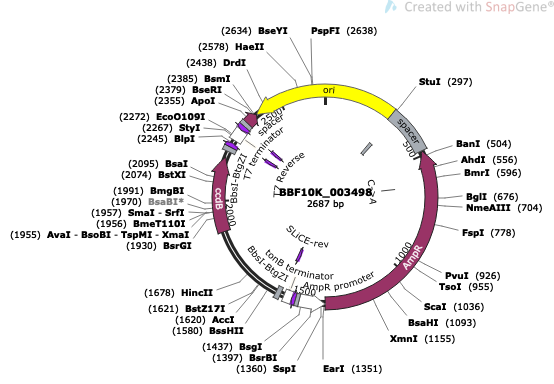 Created with SnapGene®
(2634) BseYI
PspFI (2638)
(2578) HaeII
(2438) DrdI
(2385) BsmI
(2379) BseRI
(2355) ApoI
(2272) EcoO109I
(2267) StyI
(2245) BlpI
(2095) BsaI
(2074) BstXI
(1991) BmgBI
(1970) BsaBI*
(1957) SmaI - SrfI
(1956) BmeT110I
(1955) AvaI - BsoBI - TspMI - XmaI
(1930) BsrGI
(1678) HincII
(1621) BstZ17I
(1620) AccI
(1580) BssHII
(1437) BsgI
(1397) BsrBI
(1360) SspI
EarI (1351)
StuI (297)
BanI (504)
AhdI (556)
BmrI (596)
BglI (676)
NmeAIII (704)
FspI (778)
PvuI (926)
TsoI (955)
ScaI (1036)
BsaHI (1093)
XmnI (1155)
ori
spacer
500
AmpR
1000
AmpR promoter
1500
tonB terminator
SLiCE-rev
BbsI-BtgZI
2000
ccdB
BbsI-BtgZI
T7 terminator
spacer
2500
Reverse
BBF10K_003498
2687 bp